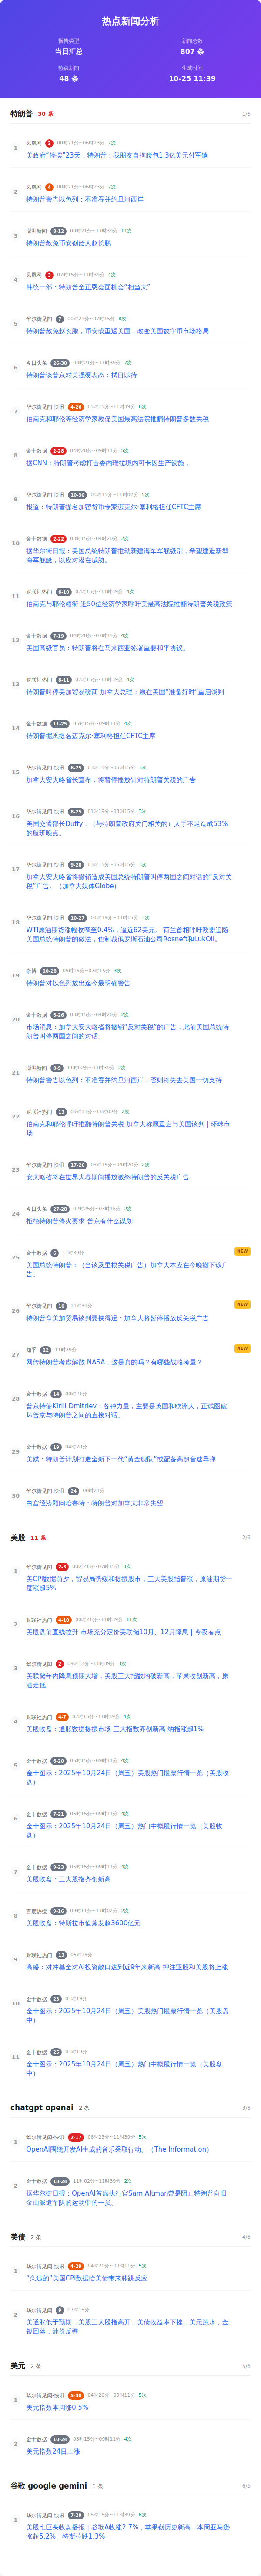 热点新闻分析
报告类型
当日汇总
新闻总数
807 条
热点新闻
48 条
生成时间
10-25 11:39
特朗普 30 条 1/6
1
凤凰网 2 00时21分~06时23分 7次
美政府“停摆”23天，特朗普：我朋友自掏腰包1.3亿美元付军饷
2
凤凰网 4 00时21分~06时23分 7次
特朗普警告以色列：不准吞并约旦河西岸
3
澎湃新闻 8-12 00时21分~11时39分 11次
特朗普赦免币安创始人赵长鹏
4
凤凰网 3 07时15分~11时39分 4次
韩统一部：特朗普金正恩会面机会“相当大”
5
华尔街见闻 7 00时21分~07时15分 8次
特朗普赦免赵长鹏，币安或重返美国，改变美国数字币市场格局
6
今日头条 26-30 00时21分~11时39分 7次
特朗普谈普京对美强硬表态：拭目以待
7
华尔街见闻-快讯 4-26 05时15分~11时39分 6次
伯南克和耶伦等经济学家敦促美国最高法院推翻特朗普多数关税
8
金十数据 2-28 04时20分~09时11分 5次
据CNN：特朗普考虑打击委内瑞拉境内可卡因生产设施 。
9
华尔街见闻-快讯 10-30 03时15分~11时02分 5次
报道：特朗普提名加密货币专家迈克尔·塞利格担任CFTC主席
10
金十数据 2-22 03时15分~04时20分 2次
据华尔街日报：美国总统特朗普推动新建海军军舰级别，希望建造新型
海军舰艇，以应对潜在威胁。
11
财联社热门 6-10 07时15分~11时39分 4次
伯南克与耶伦领衔 近50位经济学家呼吁美最高法院推翻特朗普关税政策
12
金十数据 7-19 04时20分~07时15分 4次
美国高级官员：特朗普将在马来西亚签署重要和平协议。
13
财联社热门 8-11 07时15分~11时39分 4次
特朗普叫停美加贸易磋商 加拿大总理：愿在美国“准备好时”重启谈判
14
金十数据 11-25 05时15分~09时11分 4次
特朗普据悉提名迈克尔·塞利格担任CFTC主席
15
华尔街见闻-快讯 6-25 03时15分~05时15分 3次
加拿大安大略省长宣布：将暂停播放针对特朗普关税的广告
16
华尔街见闻-快讯 8-25 01时19分~03时15分 3次
美国交通部长Duffy：（与特朗普政府关门相关的）人手不足造成53%
的航班晚点。
17
华尔街见闻-快讯 9-28 03时15分~05时15分 3次
加拿大安大略省将撤销造成美国总统特朗普叫停两国之间对话的“反对关
税”广告。（加拿大媒体Globe）
18
华尔街见闻-快讯 10-27 01时19分~03时15分 3次
WTI原油期货涨幅收窄至0.4%，逼近62美元。 荷兰首相呼吁欧盟追随
美国总统特朗普的做法，也制裁俄罗斯石油公司Rosneft和LukOil。
19
微博 10-28 05时15分~07时15分 3次
特朗普对以色列放出迄今最明确警告
20
金十数据 6-26 03时15分~04时20分 2次
市场消息：加拿大安大略省将撤销“反对关税”的广告，此前美国总统特
朗普叫停两国之间的对话。
21
澎湃新闻 8-9 11时02分~11时39分 2次
特朗普警告以色列：不准吞并约旦河西岸，否则将失去美国一切支持
22
财联社热门 13 09时11分~11时02分 2次
伯南克和耶伦呼吁推翻特朗普关税 加拿大称愿重启与美国谈判 | 环球市
场
23
华尔街见闻-快讯 17-26 03时15分~04时20分 2次
安大略省将在世界大赛期间播放激怒特朗普的反关税广告
24
今日头条 27-28 02时25分~03时15分 2次
拒绝特朗普停火要求 普京有什么谋划
25
金十数据 6 11时39分 NEW
美国总统特朗普：（当谈及里根关税广告）加拿大本应在今晚撤下该广
告。
26
华尔街见闻 10 11时39分 NEW
特朗普拿美加贸易谈判要挟得逞：加拿大将暂停播放反关税广告
27
知乎 12 11时39分 NEW
网传特朗普考虑解散 NASA，这是真的吗？有哪些战略考量？
28
金十数据 14 00时21分
普京特使Kirill Dmitriev：各种力量，主要是英国和欧洲人，正试图破
坏普京与特朗普之间的直接对话。
29
金十数据 19 04时20分
美媒：特朗普计划打造全新下一代“黄金舰队”或配备高超音速导弹
30
华尔街见闻-快讯 24 00时21分
白宫经济顾问哈塞特：特朗普对加拿大非常失望
美股 11 条 2/6
1
华尔街见闻 2-3 00时21分~07时15分 8次
美CPI数据前夕，贸易局势缓和提振股市，三大美股指普涨，原油期货一
度涨超5%
2
财联社热门 4-10 00时21分~11时39分 11次
美股盘前直线拉升 市场充分定价美联储10月、12月降息 | 今夜看点
3
华尔街见闻 2 09时11分~11时39分 3次
美联储年内降息预期大增，美股三大指数均破新高，苹果收创新高，原
油走低
4
财联社热门 4-7 07时15分~11时39分 4次
美股收盘：通胀数据提振市场 三大指数齐创新高 纳指涨超1%
5
金十数据 6-29 05时15分~09时11分 4次
金十图示：2025年10月24日（周五）美股热门股票行情一览（美股收
盘）
6
金十数据 7-21 05时15分~09时11分 4次
金十图示：2025年10月24日（周五）热门中概股行情一览（美股收
盘）
7
金十数据 9-23 05时15分~09时11分 4次
美股收盘：三大股指齐创新高
8
百度热搜 9-16 09时11分~11时02分 2次
美股收盘：特斯拉市值蒸发超3600亿元
9
财联社热门 13 05时15分
高盛：对冲基金对AI投资敞口达到近9年来新高 押注亚股和美股将上涨
10
金十数据 23 01时19分
金十图示：2025年10月24日（周五）美股热门股票行情一览（美股盘
中）
11
金十数据 25 01时19分
金十图示：2025年10月24日（周五）热门中概股行情一览（美股盘
中）
chatgpt openai 2 条 3/6
1
华尔街见闻-快讯 2-17 06时23分~11时39分 5次
OpenAI围绕开发AI生成的音乐采取行动。（The Information）
2
金十数据 18-24 11时02分~11时39分 2次
据华尔街日报：OpenAI首席执行官Sam Altman曾是阻止特朗普向旧
金山派遣军队的运动中的一员。
美债 2 条 4/6
1
华尔街见闻-快讯 4-29 04时20分~09时11分 5次
“久违的”美国CPI数据给美债带来膝跳反应
2
华尔街见闻 9 07时15分
美通胀低于预期，美股三大股指高开，美债收益率下挫，美元跳水，金
银回落，油价反弹
美元 2 条 5/6
1
华尔街见闻-快讯 5-30 04时20分~09时11分 5次
美元指数本周涨0.5%
2
金十数据 10-24 05时15分~09时11分 4次
美元指数24日上涨
谷歌 google gemini 1 条 6/6
1
华尔街见闻-快讯 7-29 05时15分~11时39分 6次
美股七巨头收盘播报｜谷歌A收涨2.7%，苹果创历史新高，本周亚马逊
涨超5.2%、特斯拉跌1.3%